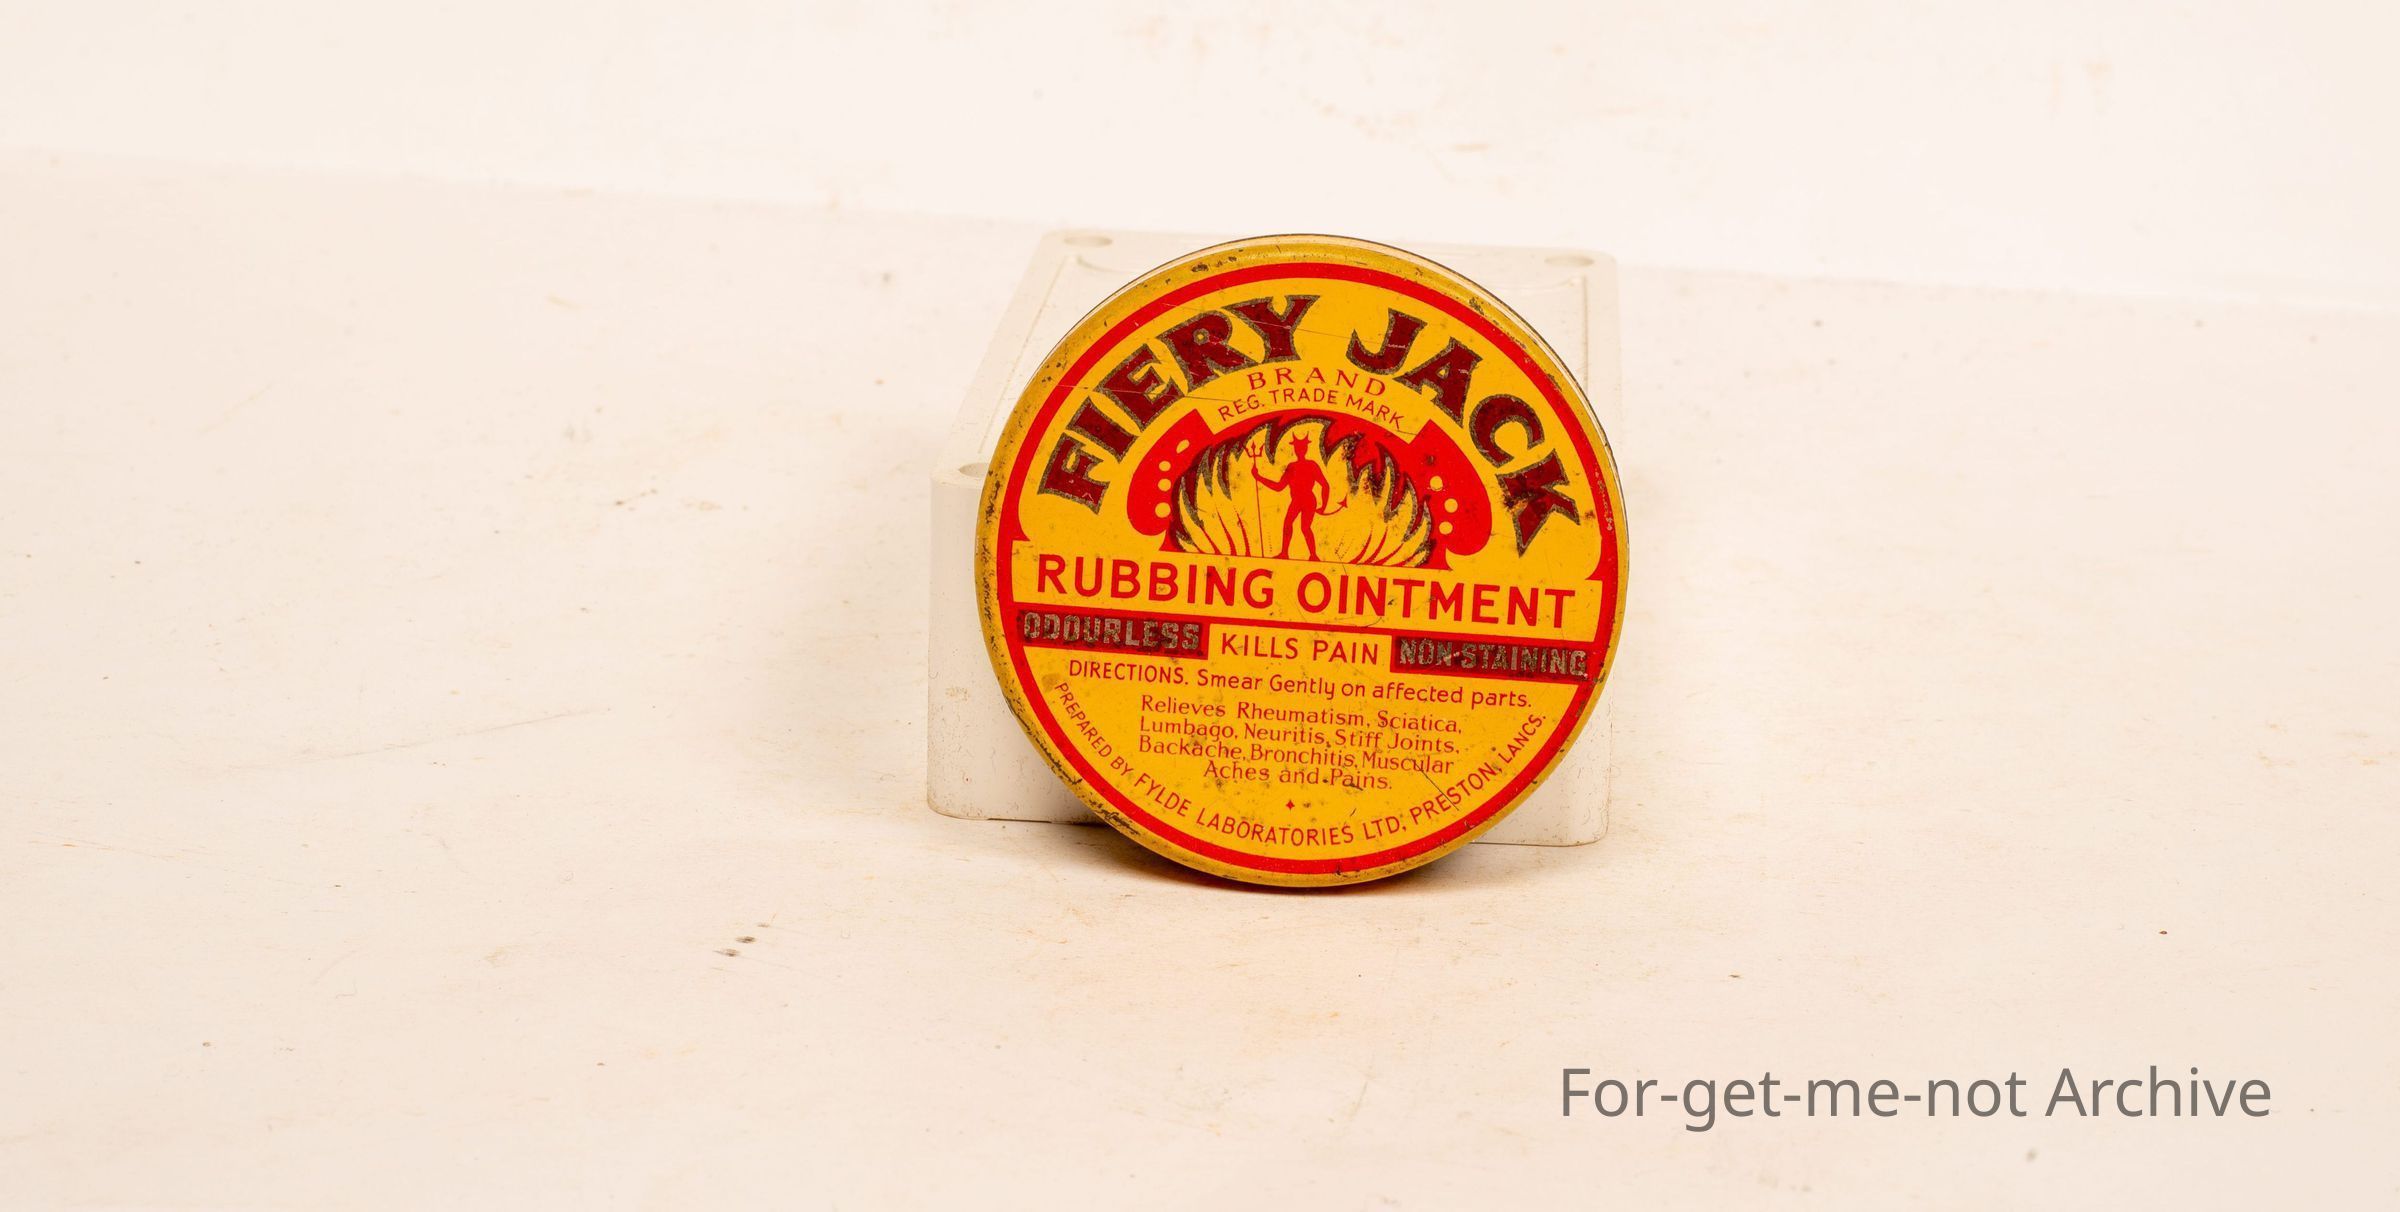 FIERY JACK
BRAND
REG. TRADE MARK
RUBBING OINTMENT
ODOURLESS KILLS PAIN NON-STAINING
DIRECTIONS. Smear Gently on affected parts.
Relieves Rheumatism, Sciatica,
Lumbago, Neuritis, Stiff Joints,
Backache, Bronchitis, Muscular
Aches and Pains.
PREPARED BY FYLDE LABORATORIES LTD, PRESTON, LANCS.
For-get-me-not Archive